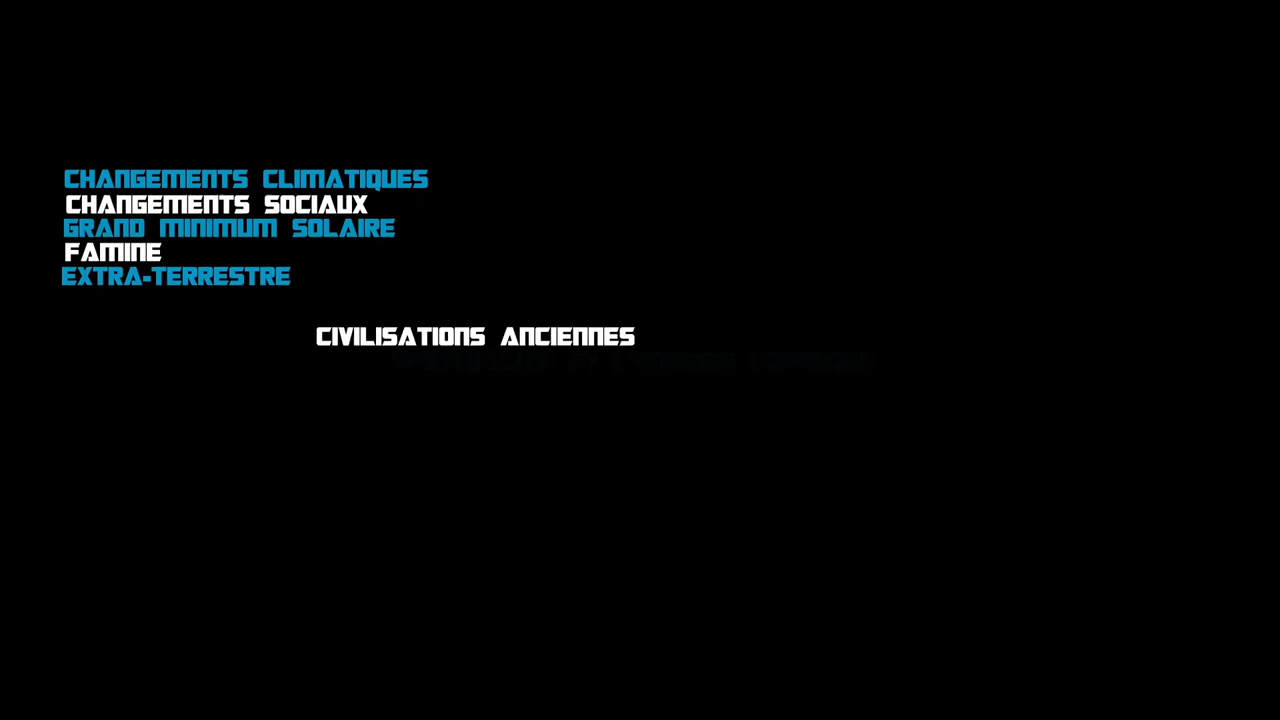 CHANGEMENTS CLIMATIQUES
CHANGEMENTS SOCIAUX
GRAND MINIMUM SOLAIRE
FAMINE
EXTRA-TERRESTRE
CIVILISATIONS ANCIENNES